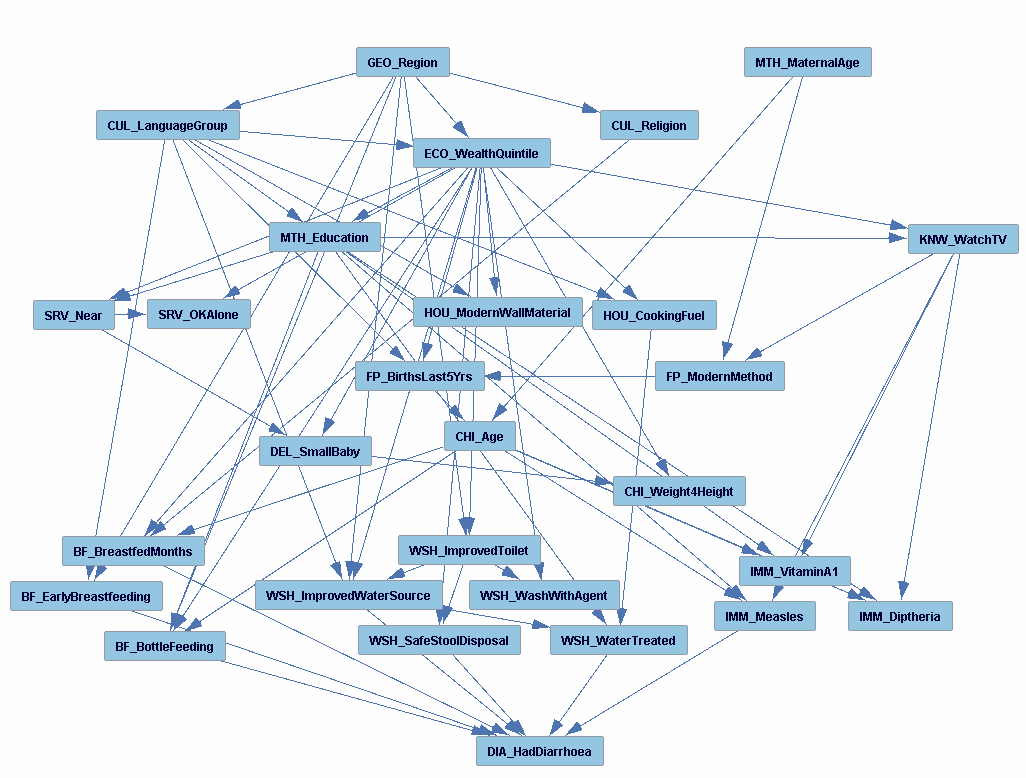 GEO_Region
MTH_MaternalAge
CUL_LanguageGroup
CUL_Religion
ECO_WealthQuintile
MTH_Education
KNW_WatchTV
SRV_Near
SRV_OKAlone
HOU_ModernWallMaterial
HOU_CookingFuel
FP_BirthsLast5Yrs
FP_ModernMethod
CHI_Age
DEL_SmallBaby
CHI_Weight4Height
BF_BreastfedMonths
WSH_ImprovedToilet
IMM_VitaminA1
BF_EarlyBreastfeeding
WSH_ImprovedWaterSource
WSH_WashWithAgent
IMM_Measles
IMM_Diptheria
BF_BottleFeeding
WSH_SafeStoolDisposal
WSH_WaterTreated
DIA_HadDiarrhoea